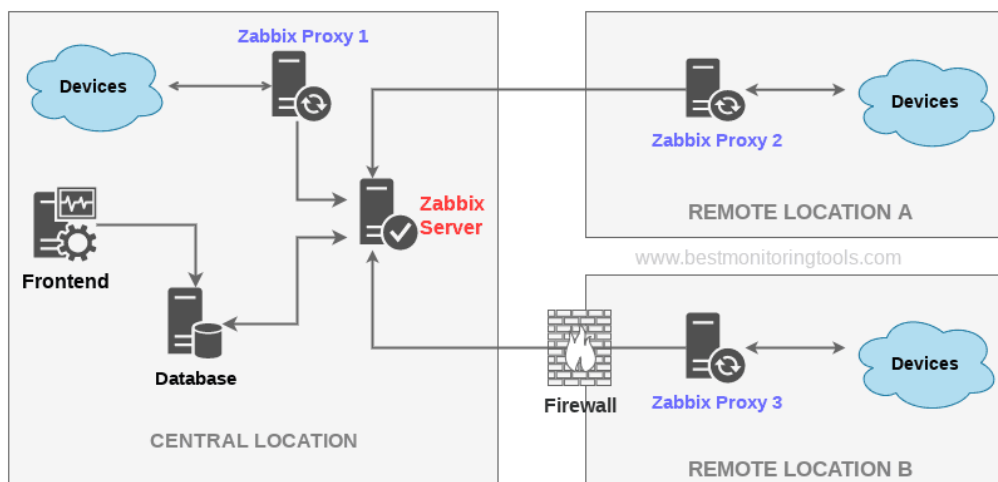 Zabbix Proxy 1
Devices
Zabbix
Server
Frontend
Database
CENTRAL LOCATION
Zabbix Proxy 2
Devices
REMOTE LOCATION A
www.bestmonitoringtools.com
Firewall
Zabbix Proxy 3
Devices
REMOTE LOCATION B